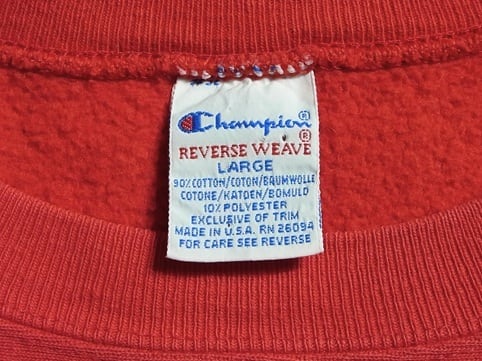 Champion®
REVERSE WEAVE®
LARGE
90% COTTON/COTON/BAUMWOLLE
COTONE/KATOEN/BOMULD
10% POLYESTER
EXCLUSIVE OF TRIM
MADE IN U.S.A. RN 26094
FOR CARE SEE REVERSE